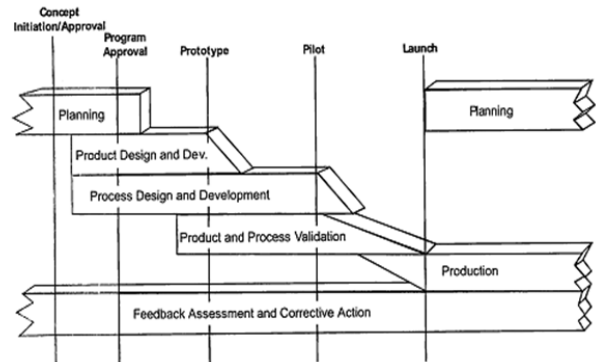 Concept
Initiation/Approval
Program
Approval
Prototype
Pilot
Launch
Planning
Planning
Product Design and Dev.
Process Design and Development
Product and Process Validation
Production
Feedback Assessment and Corrective Action